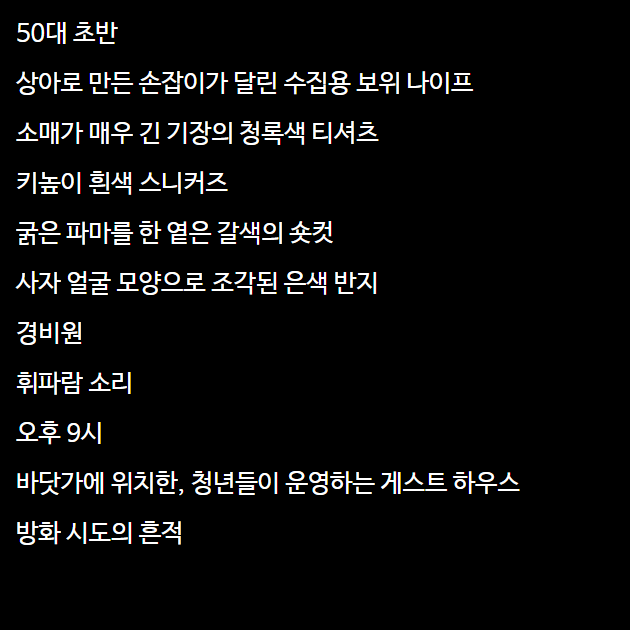 50대 초반
상아로 만든 손잡이가 달린 수집용 보위 나이프
소매가 매우 긴 기장의 청록색 티셔츠
키높이 흰색 스니커즈
굵은 파마를 한 옅은 갈색의 숏컷
사자 얼굴 모양으로 조각된 은색 반지
경비원
휘파람 소리
오후 9시
바닷가에 위치한, 청년들이 운영하는 게스트 하우스
방화 시도의 흔적